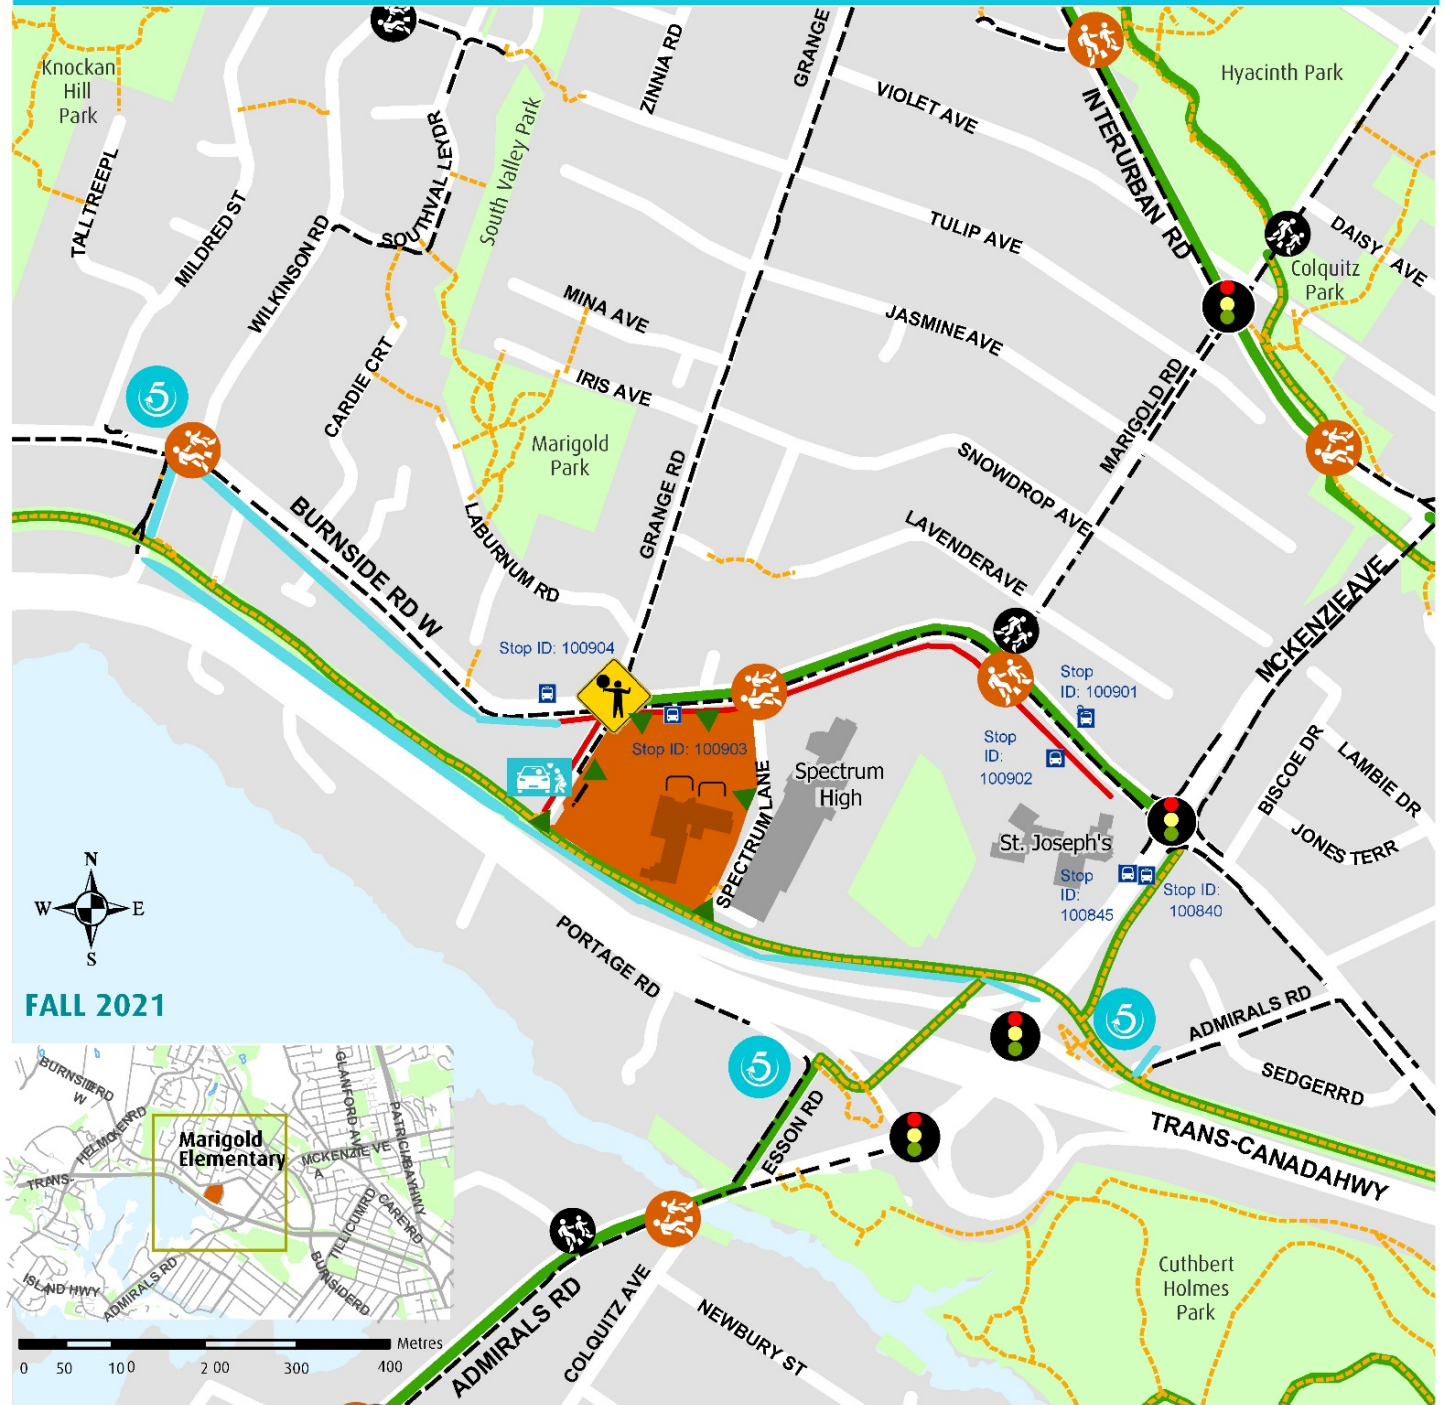 GRANGE
ZINNIA RD
Knockan
Hill
Park
Hyacinth Park
VIOLET AVE
INTERURBAN RD
SOUTHVAL LEYDR
South Valley Park
TALLTREEPL
MILDRED ST
WILKINSON RD
TULIP AVE
DAISY AVE
Colquitz
Park
MINA AVE
JASMINEAVE
IRIS AVE
CARDIE CRT
MARIGOLD RD
5
Marigold
Park
GRANGE RD
SNOWDROP AVE
BURNSIDE RD W
LABURNUM RD
LAVENDERAVE
MCKENZIEAVE
Stop ID: 100904
Stop
ID: 100901
Stop ID: 100903
Stop
ID:
100902
Spectrum
High
SPECTRUMLANE
BISCOE DR
LAMBIE DR
JONES TERR
St. Joseph's
Stop
ID:
100845
Stop ID:
100840
N
W
E
S
PORTAGE RD
FALL 2021
5
ADMIRALS RD
5
SEDGERRD
ESSON RD
TRANS-CANADAHWY
BURNSIDERD
W
GLANFORD AVE
PATRICIABAYHWY
HELMCKENRD
Marigold
Elementary
MCKENZIE VE
A
TRANS-
TILLICUMRD
CAREYRD
ISLAND HWY
ADMIRALS RD
BURNSIDERD
Cuthbert
Holmes
Park
ADMIRALS RD
COLQUITZ AVE
NEWBURY ST
Metres
0 50 100 200 300 400